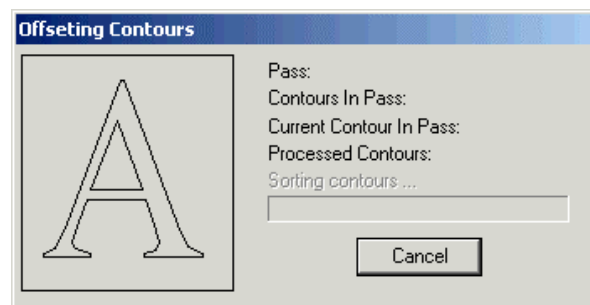 Offseting Contours
A
Pass:
Contours In Pass:
Current Contour In Pass:
Processed Contours:
Sorting contours ...
Cancel